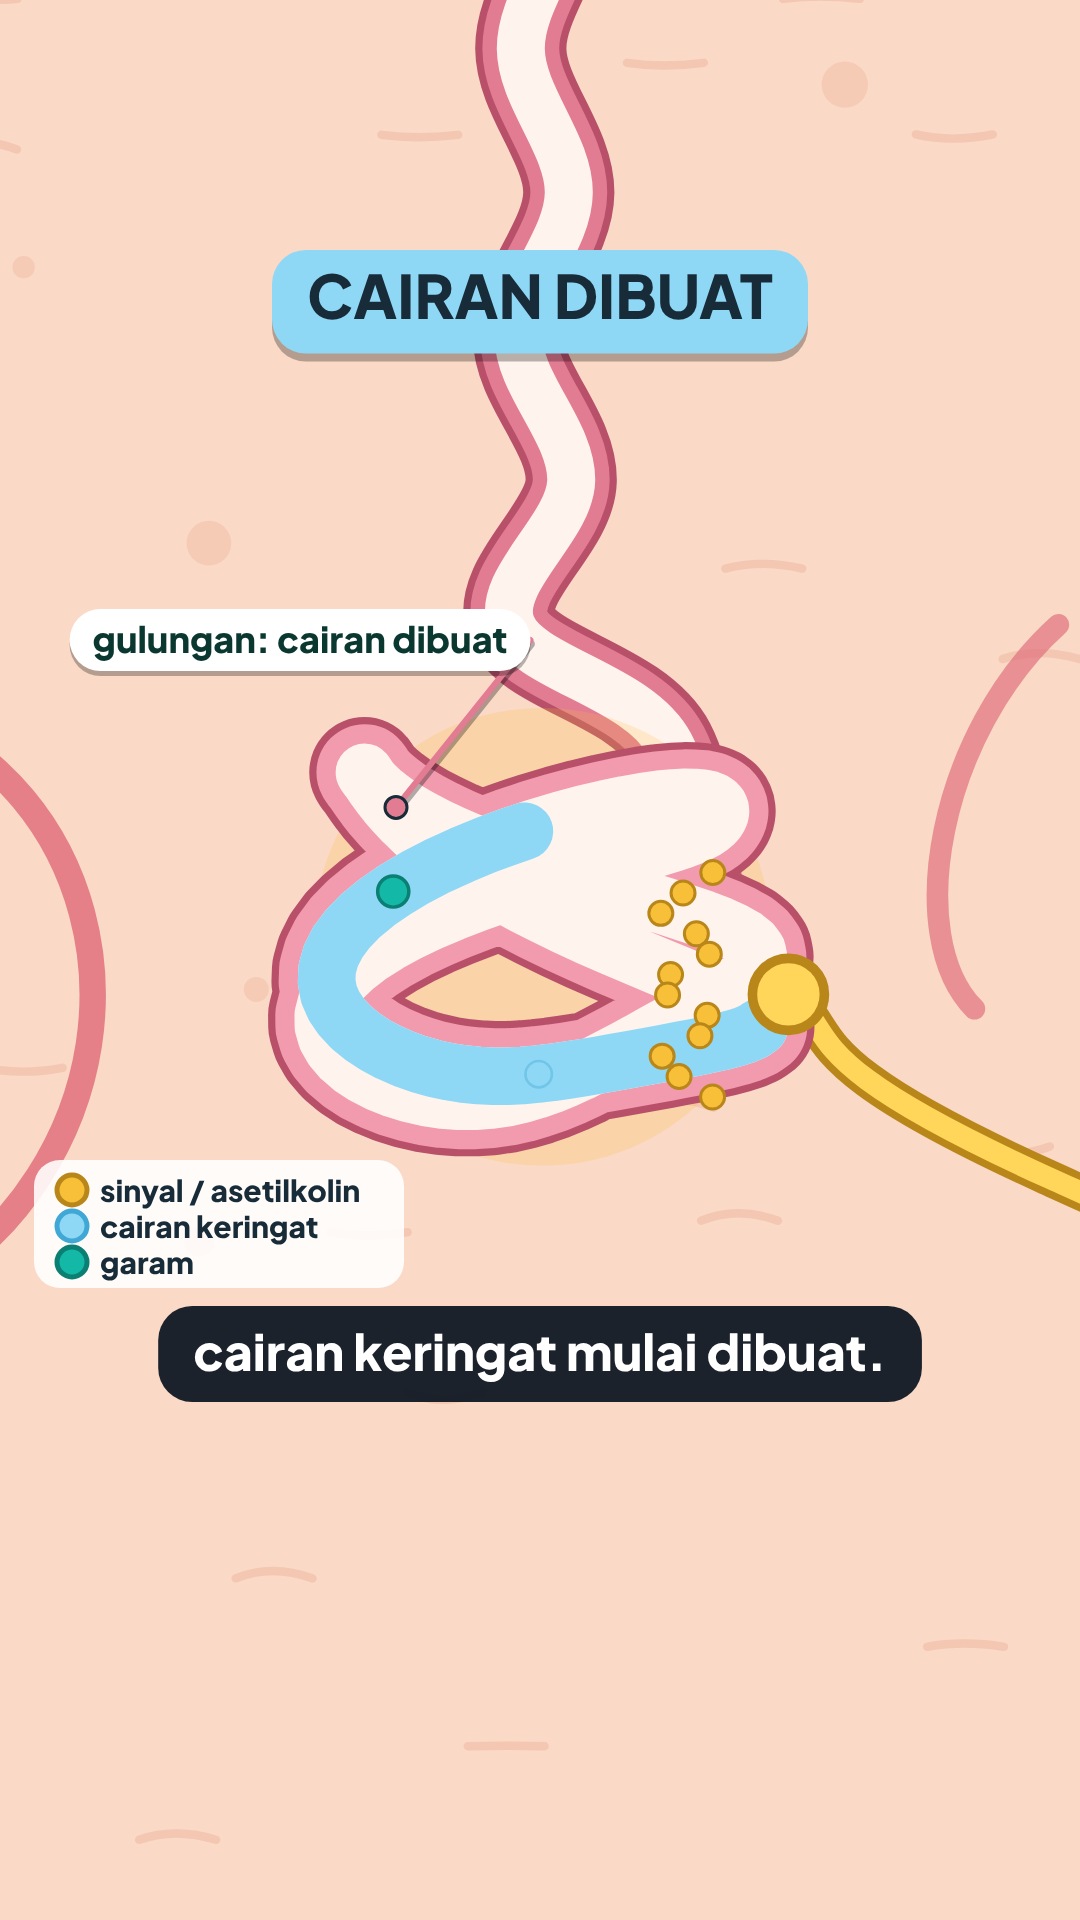 CAIRAN DIBUAT
gulungan: cairan dibuat
sinyal / asetilkolin
cairan keringat
garam
cairan keringat mulai dibuat.